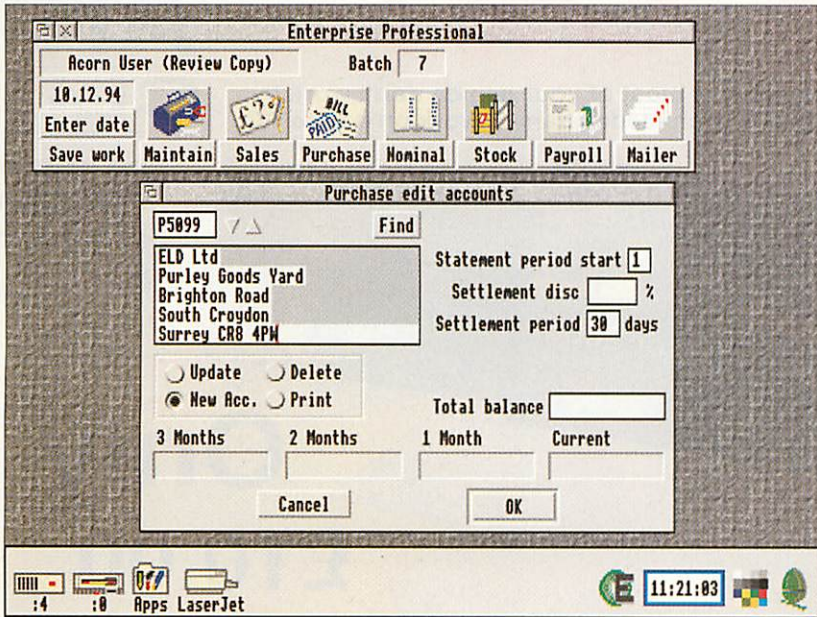 Enterprise Professional
Acorn User (Review Copy) Batch 7
10.12.94
Enter date
Save work Maintain Sales Purchase Nominal Stock Payroll Mailer
£?
BILL
PAID
Purchase edit accounts
P5099 Find
ELD Ltd
Purley Goods Yard
Brighton Road
South Croydon
Surrey CR8 4PW
Statement period start 1
Settlement disc %
Settlement period 30 days
Update Delete
New Acc. Print
Total balance
3 Months 2 Months 1 Month Current
Cancel OK
E 11:21:03
:4 :0 Apps LaserJet